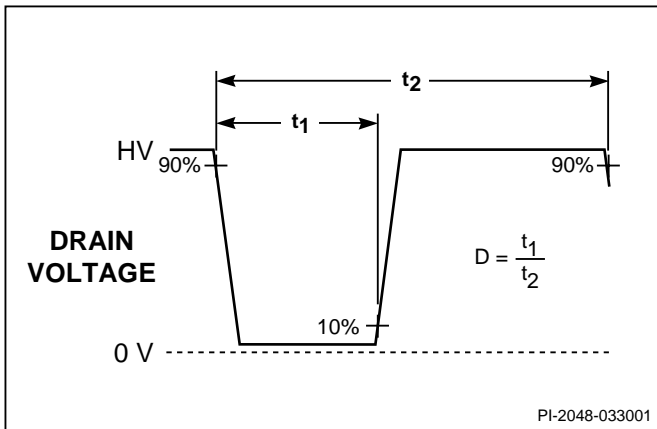 t2
t1
HV
90%
90%
DRAIN
VOLTAGE
D = t1
t2
10%
0 V
PI-2048-033001